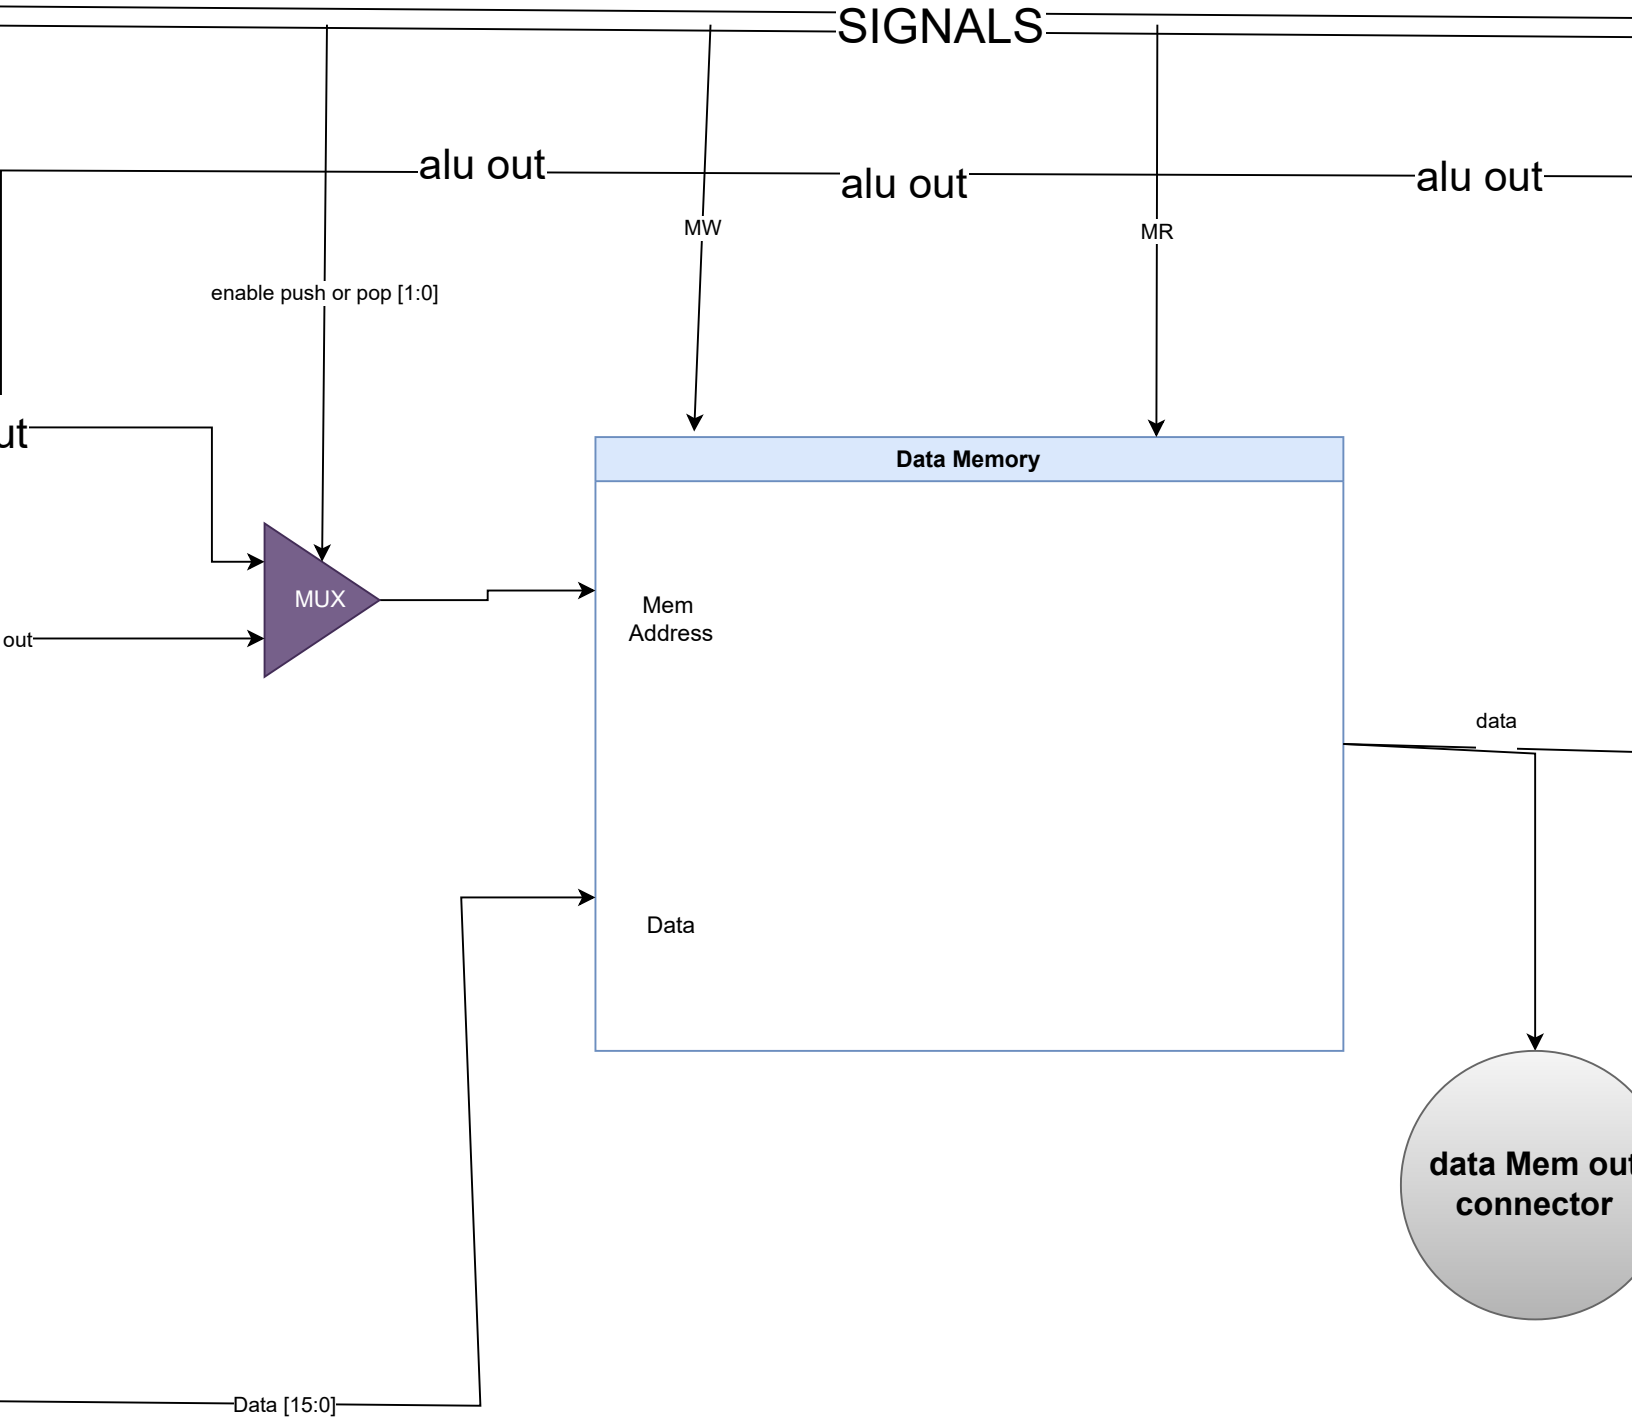 SIGNALS
alu out
alu out
alu out
MW
MR
enable push or pop [1:0]
Data Memory
MUX
Mem
Address
out
data
Data
data Mem out
connector
Data [15:0]